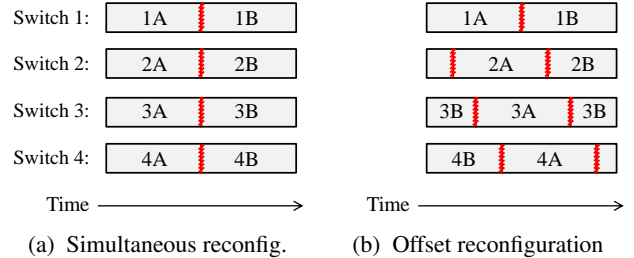 Switch 1: 1A 1B 1A 1B
Switch 2: 2A 2B 2A 2B
Switch 3: 3A 3B 3B 3A 3B
Switch 4: 4A 4B 4B 4A
Time Time
(a) Simultaneous reconfig. (b) Offset reconfiguration